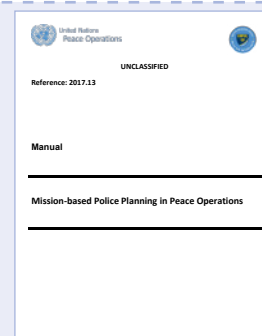 United Nations
Peace Operations
UNCLASSIFIED
Reference: 2017.13
Manual
Mission-based Police Planning in Peace Operations